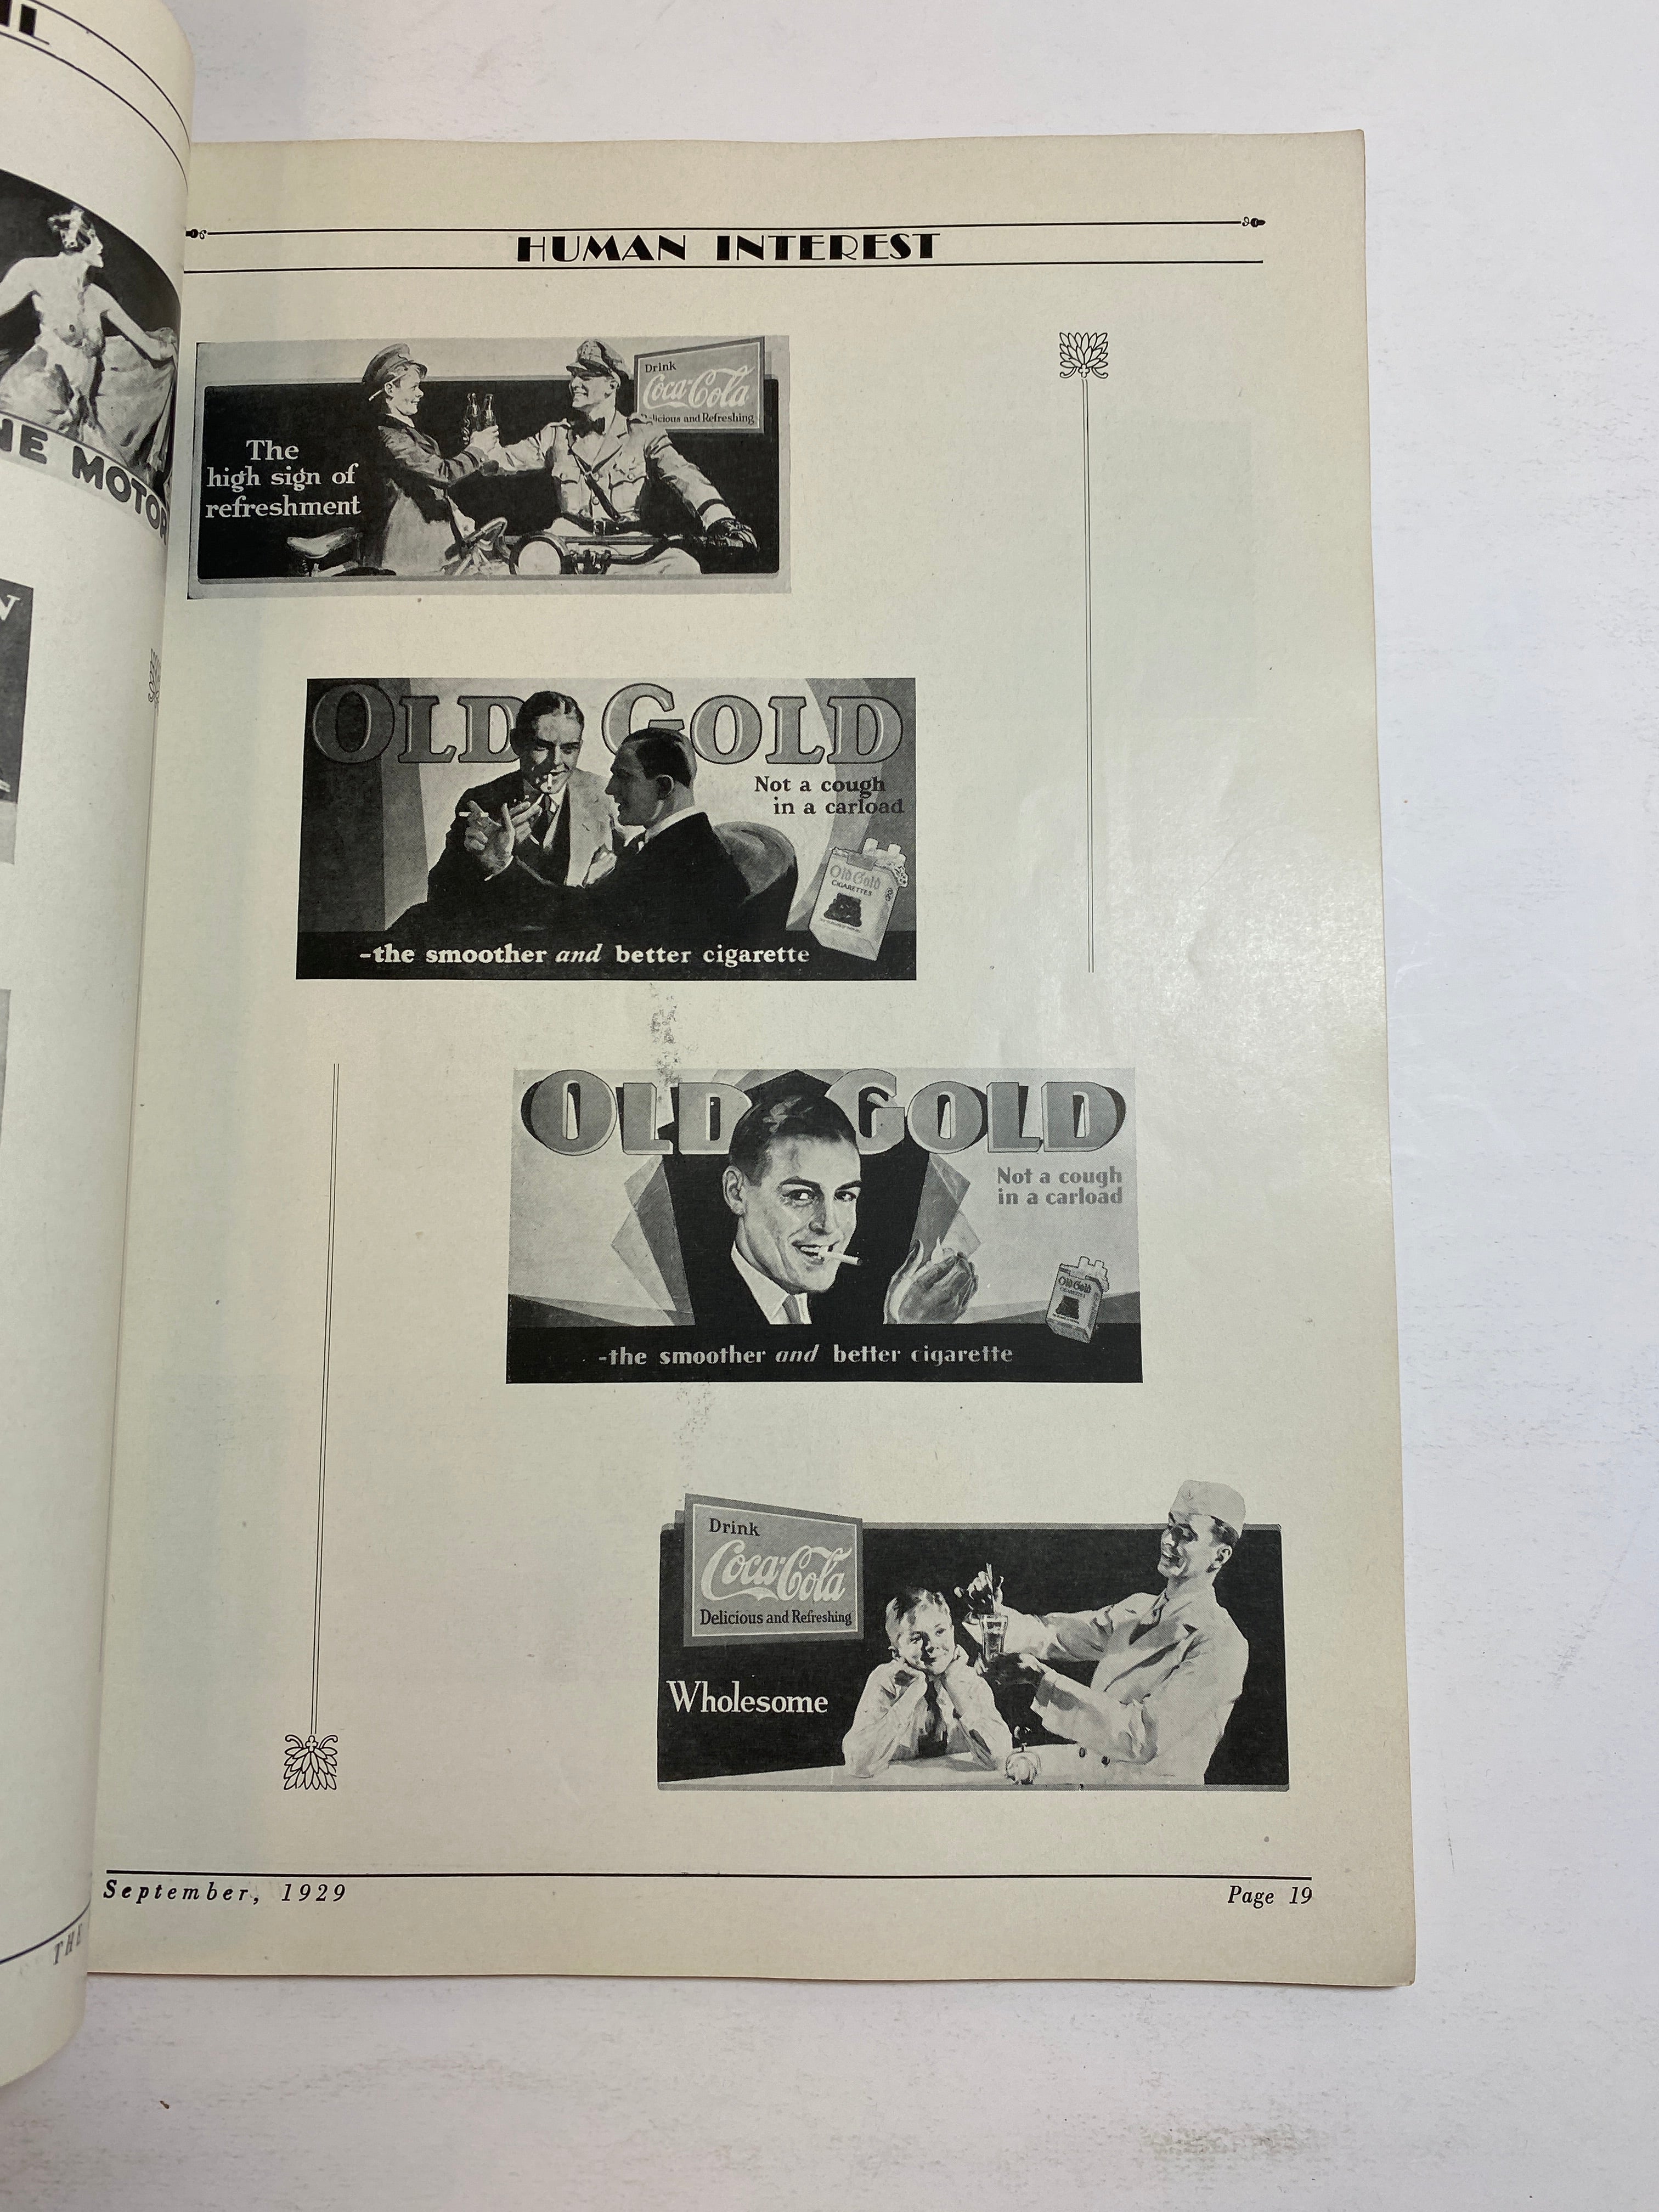 HUMAN INTEREST
Drink
Coca-Cola
Delicious and Refreshing
The
high sign of
refreshment
OLD GOLD
Not a cough
in a carload
Old Gold
CIGARETTES
-the smoother and better cigarette
OLD GOLD
Not a cough
in a carload
Old Gold
CIGARETTES
-the smoother and better cigarette
Drink
Coca-Cola
Delicious and Refreshing
Wholesome
September, 1929
Page 19
NE MOTOR
THE